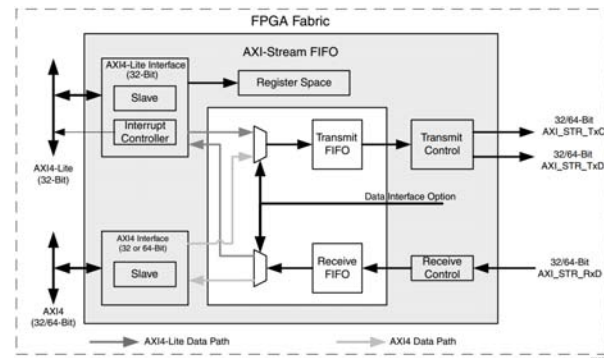 FPGA Fabric
AXI-Stream FIFO
AXI4-Lite Interface
(32-Bit)
Slave
Interrupt
Controller
Register Space
AXI4-Lite
(32-Bit)
Transmit
FIFO
Transmit
Control
32/64-Bit
AXI_STR_TxC
32/64-Bit
AXI_STR_TxD
Data Interface Option
AXI4 Interface
(32 or 64-Bit)
Slave
AXI4
(32/64-Bit)
Receive
FIFO
Receive
Control
32/64-Bit
AXI_STR_RxD
AXI4-Lite Data Path
AXI4 Data Path